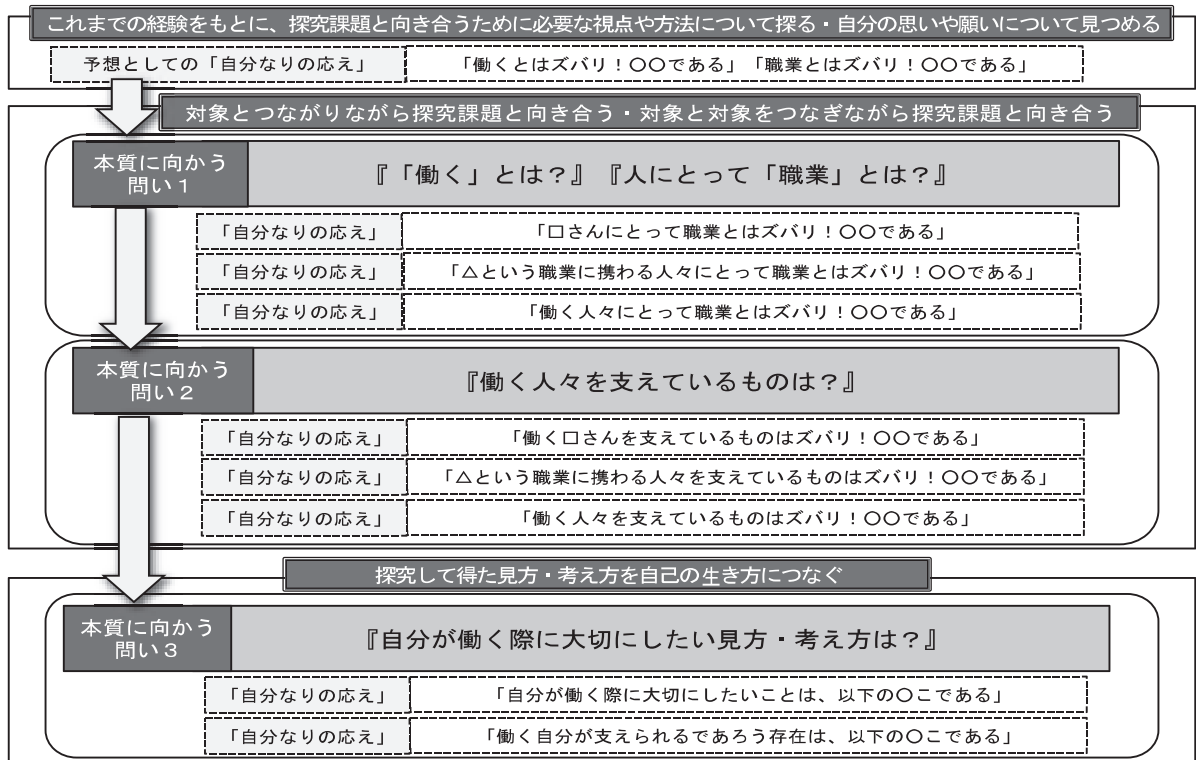 これまでの経験をもとに、探究課題と向き合うために必要な視点や方法について探る・自分の思いや願いについて見つめる
予想としての「自分なりの応え」 「働くとはズバリ！〇〇である」「職業とはズバリ！〇〇である」
対象とつながりながら探究課題と向き合う・対象と対象をつなぎながら探究課題と向き合う
本質に向かう
問い１
『「働く」とは？』『人にとって「職業」とは？』
「自分なりの応え」 「□さんにとって職業とはズバリ！〇〇である」
「自分なりの応え」 「△という職業に携わる人々にとって職業とはズバリ！〇〇である」
「自分なりの応え」 「働く人々にとって職業とはズバリ！〇〇である」
本質に向かう
問い２
『働く人々を支えているものは？』
「自分なりの応え」 「働く□さんを支えているものはズバリ！〇〇である」
「自分なりの応え」 「△という職業に携わる人々を支えているものはズバリ！〇〇である」
「自分なりの応え」 「働く人々を支えているものはズバリ！〇〇である」
探究して得た見方・考え方を自己の生き方につなぐ
本質に向かう
問い３
『自分が働く際に大切にしたい見方・考え方は？』
「自分なりの応え」 「自分が働く際に大切にしたいことは、以下の〇こである」
「自分なりの応え」 「働く自分が支えられるであろう存在は、以下の〇こである」